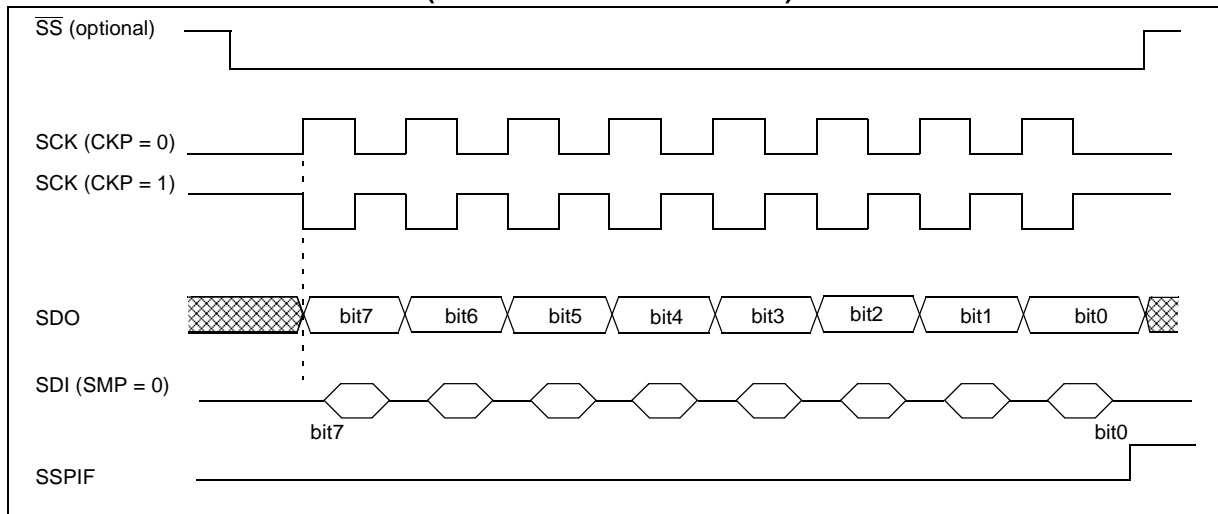 SS (optional)
SCK (CKP = 0)
SCK (CKP = 1)
SDO bit7 bit6 bit5 bit4 bit3 bit2 bit1 bit0
SDI (SMP = 0)
bit7 bit0
SSPIF